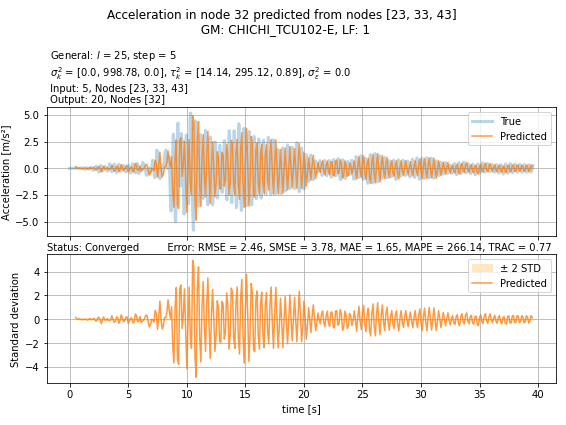 Acceleration in node 32 predicted from nodes [23, 33, 43]
GM: CHICHI_TCU102-E, LF: 1
General: l = 25, step = 5
σ²ₖ = [0.0, 998.78, 0.0], τ²ₖ = [14.14, 295.12, 0.89], σ²ε = 0.0
Input: 5, Nodes [23, 33, 43]
Output: 20, Nodes [32]
5.0
2.5
0.0
−2.5
−5.0
Acceleration [m/s²]
True
Predicted
Status: Converged Error: RMSE = 2.46, SMSE = 3.78, MAE = 1.65, MAPE = 266.14, TRAC = 0.77
4
2
0
−2
−4
Standard deviation
± 2 STD
Predicted
0 5 10 15 20 25 30 35 40
time [s]